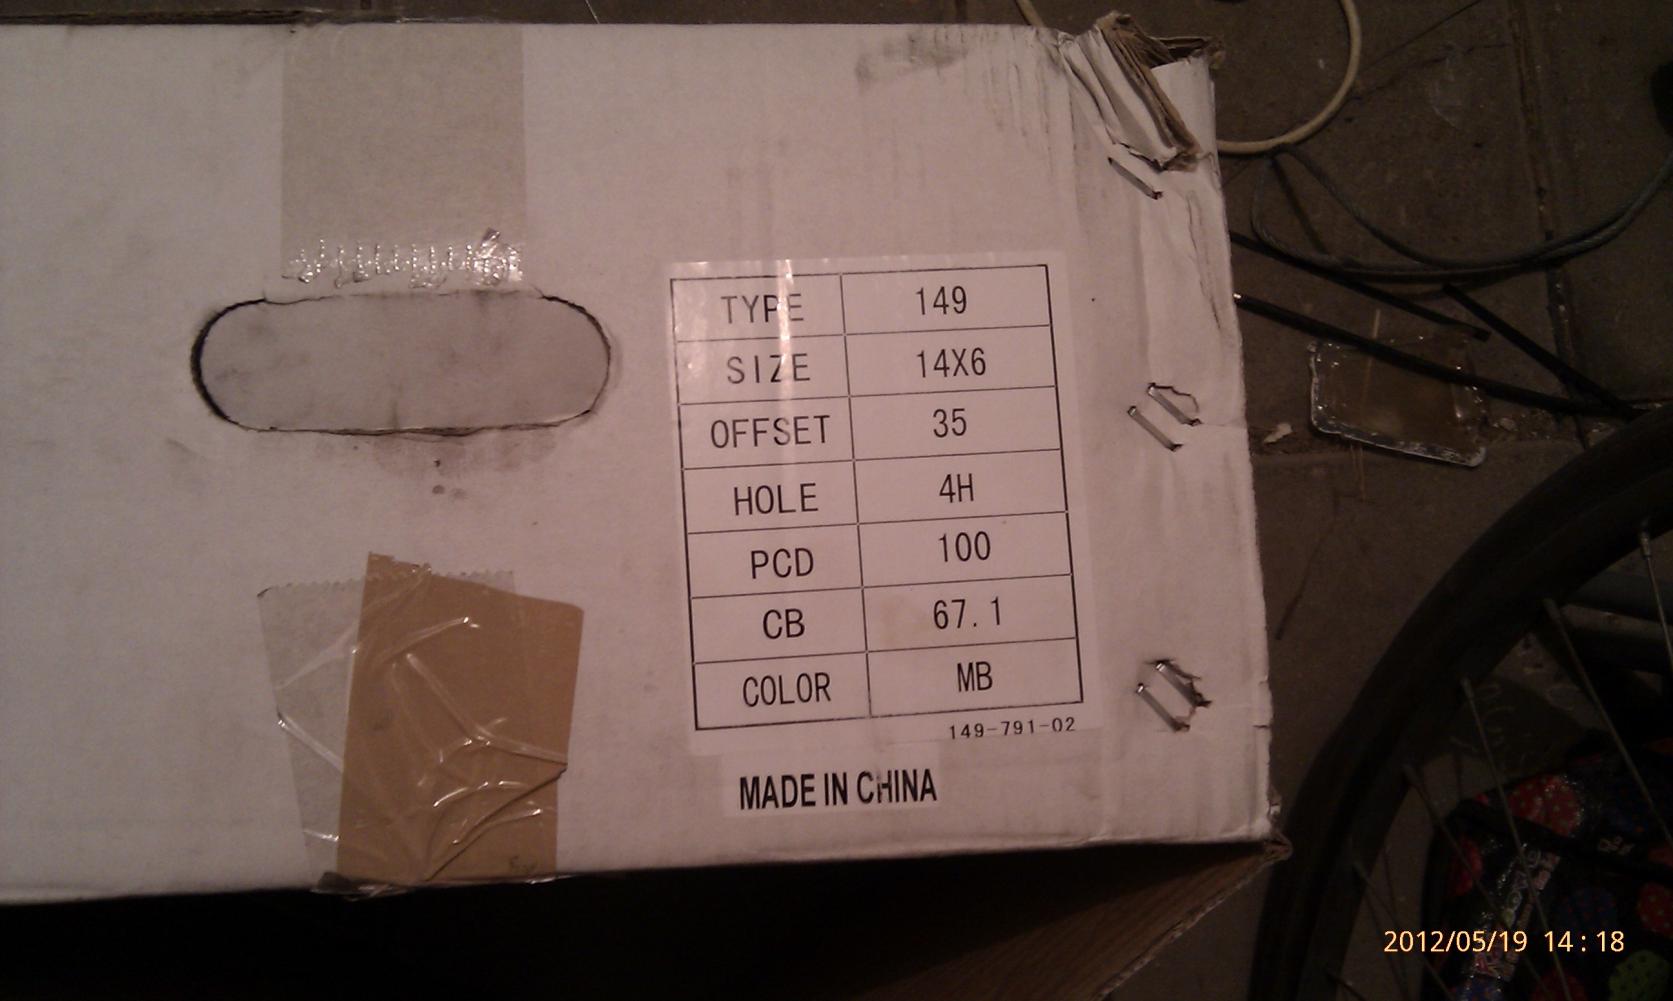 TYPE 149
SIZE 14X6
OFFSET 35
HOLE 4H
PCD 100
CB 67.1
COLOR MB
149-791-02
MADE IN CHINA
2012/05/19 14:18